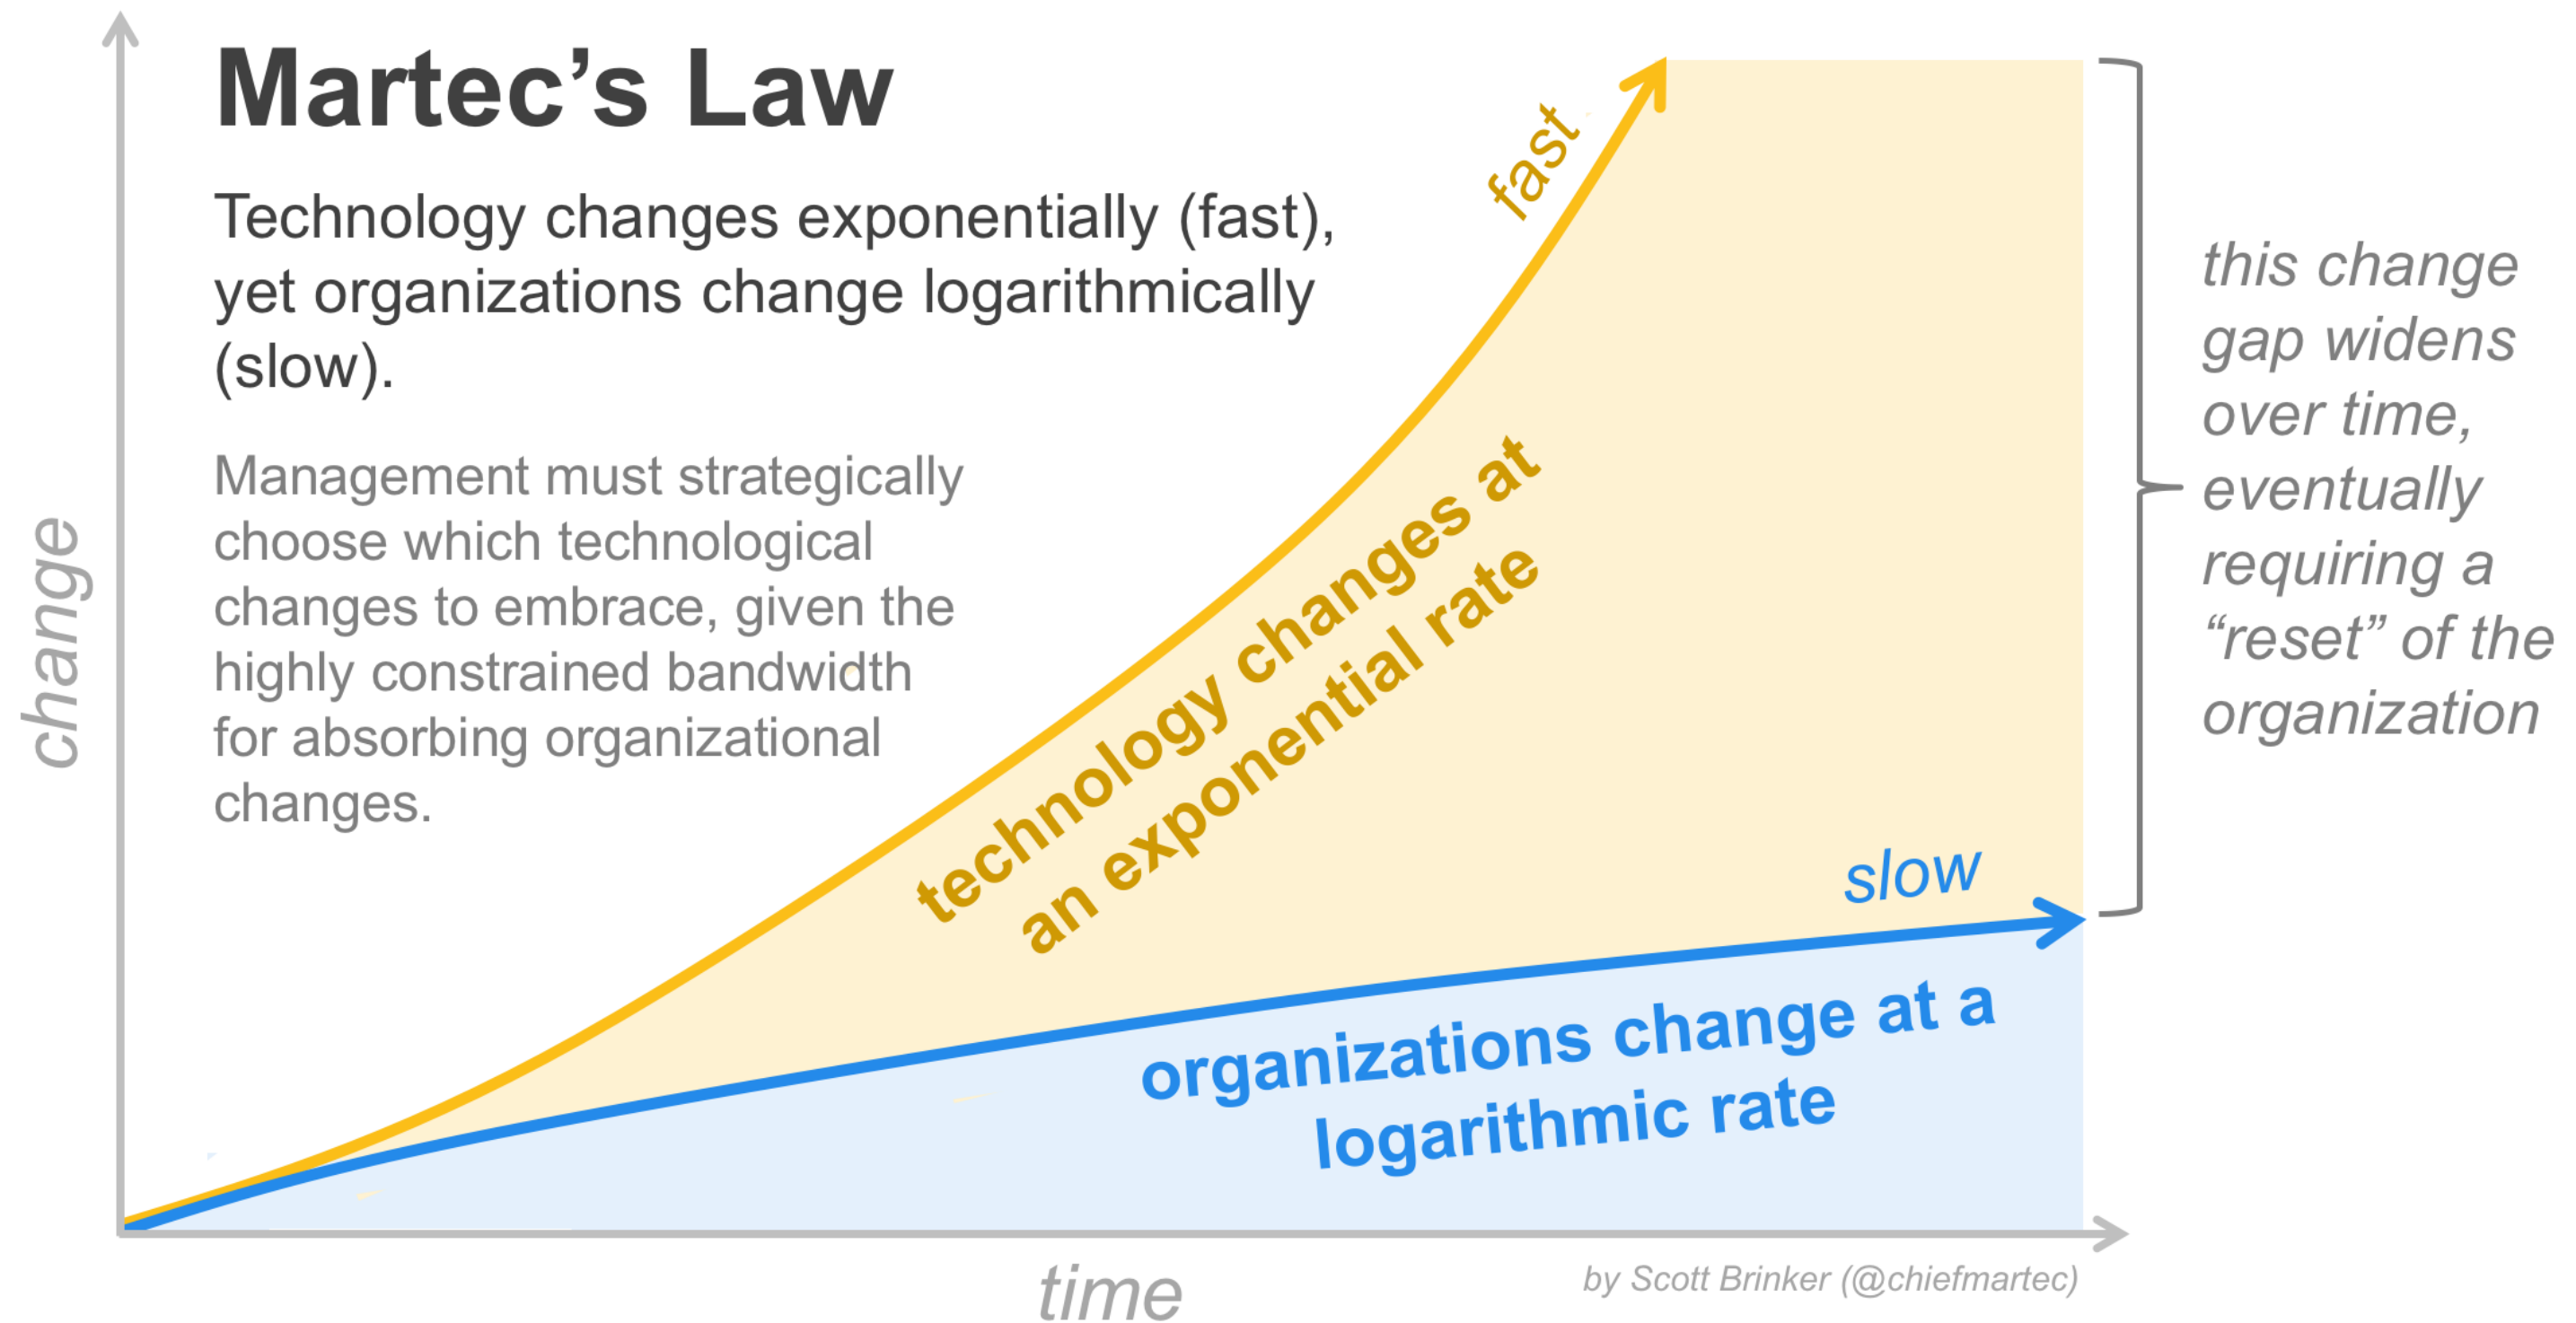 Martec’s Law
Technology changes exponentially (fast),
yet organizations change logarithmically
(slow).
Management must strategically
choose which technological
changes to embrace, given the
highly constrained bandwidth
for absorbing organizational
changes.
change
fast
technology changes at
an exponential rate
slow
organizations change at a
logarithmic rate
this change
gap widens
over time,
eventually
requiring a
“reset” of the
organization
time
by Scott Brinker (@chiefmartec)